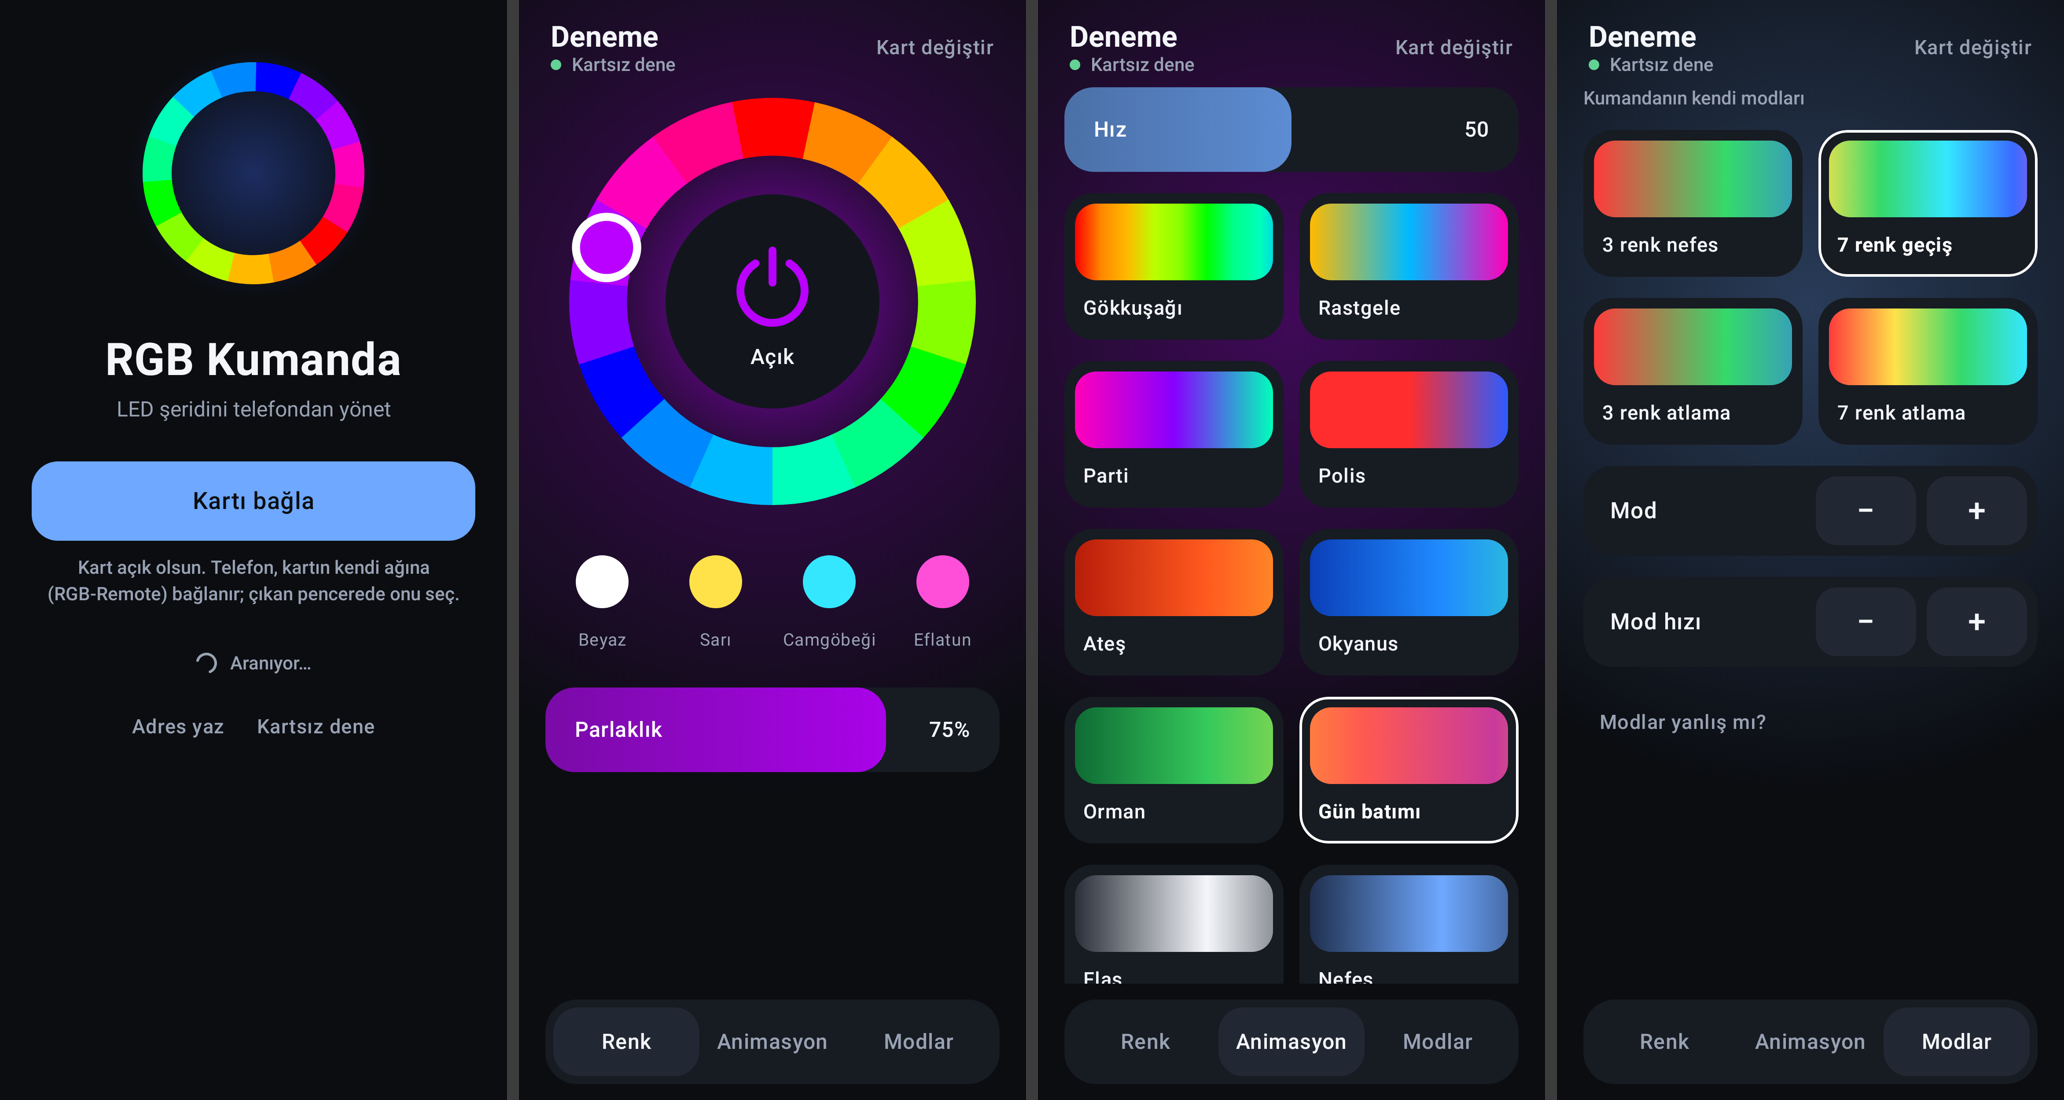 RGB Kumanda
LED şeridini telefondan yönet
Kartı bağla
Kart açık olsun. Telefon, kartın kendi ağına
(RGB-Remote) bağlanır; çıkan pencerede onu seç.
Aranıyor...
Adres yaz Kartsız dene
Deneme
Kartsız dene
Kart değiştir
Açık
Beyaz Sarı Camgöbeği Eflatun
Parlaklık 75%
Renk Animasyon Modlar
Deneme
Kartsız dene
Kart değiştir
Hız 50
Gökkuşağı Rastgele
Parti Polis
Ateş Okyanus
Orman Gün batımı
Flaş Nefes
Renk Animasyon Modlar
Deneme
Kartsız dene
Kart değiştir
Kumandanın kendi modları
3 renk nefes 7 renk geçiş
3 renk atlama 7 renk atlama
Mod − +
Mod hızı − +
Modlar yanlış mı?
Renk Animasyon Modlar